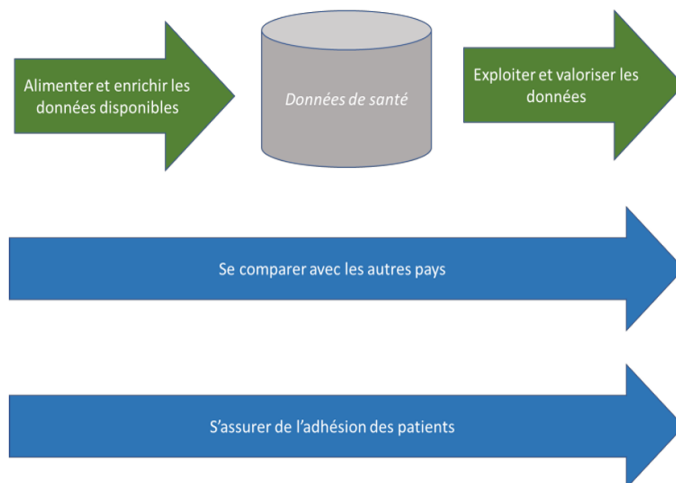 Alimenter et enrichir les
données disponibles
Données de santé
Exploiter et valoriser les
données
Se comparer avec les autres pays
S'assurer de l'adhésion des patients